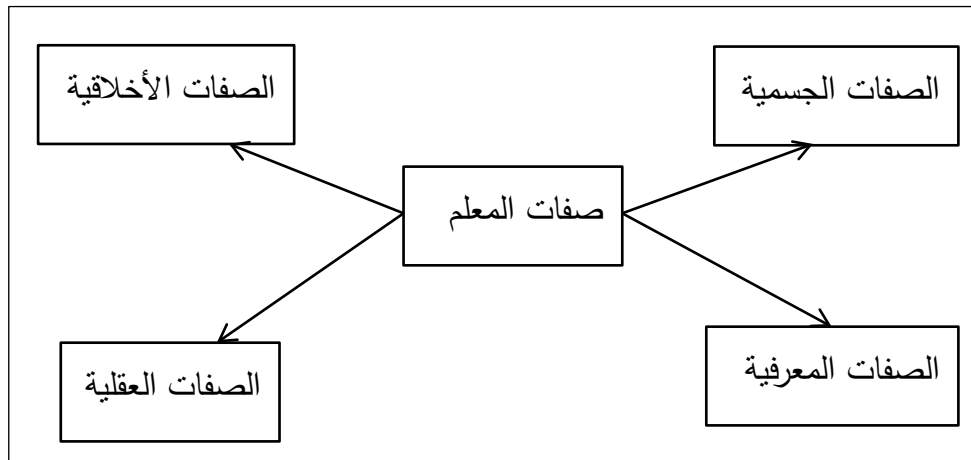 الصفات الجسمية
الصفات الأخلاقية
صفات المعلم
الصفات المعرفية
الصفات العقلية